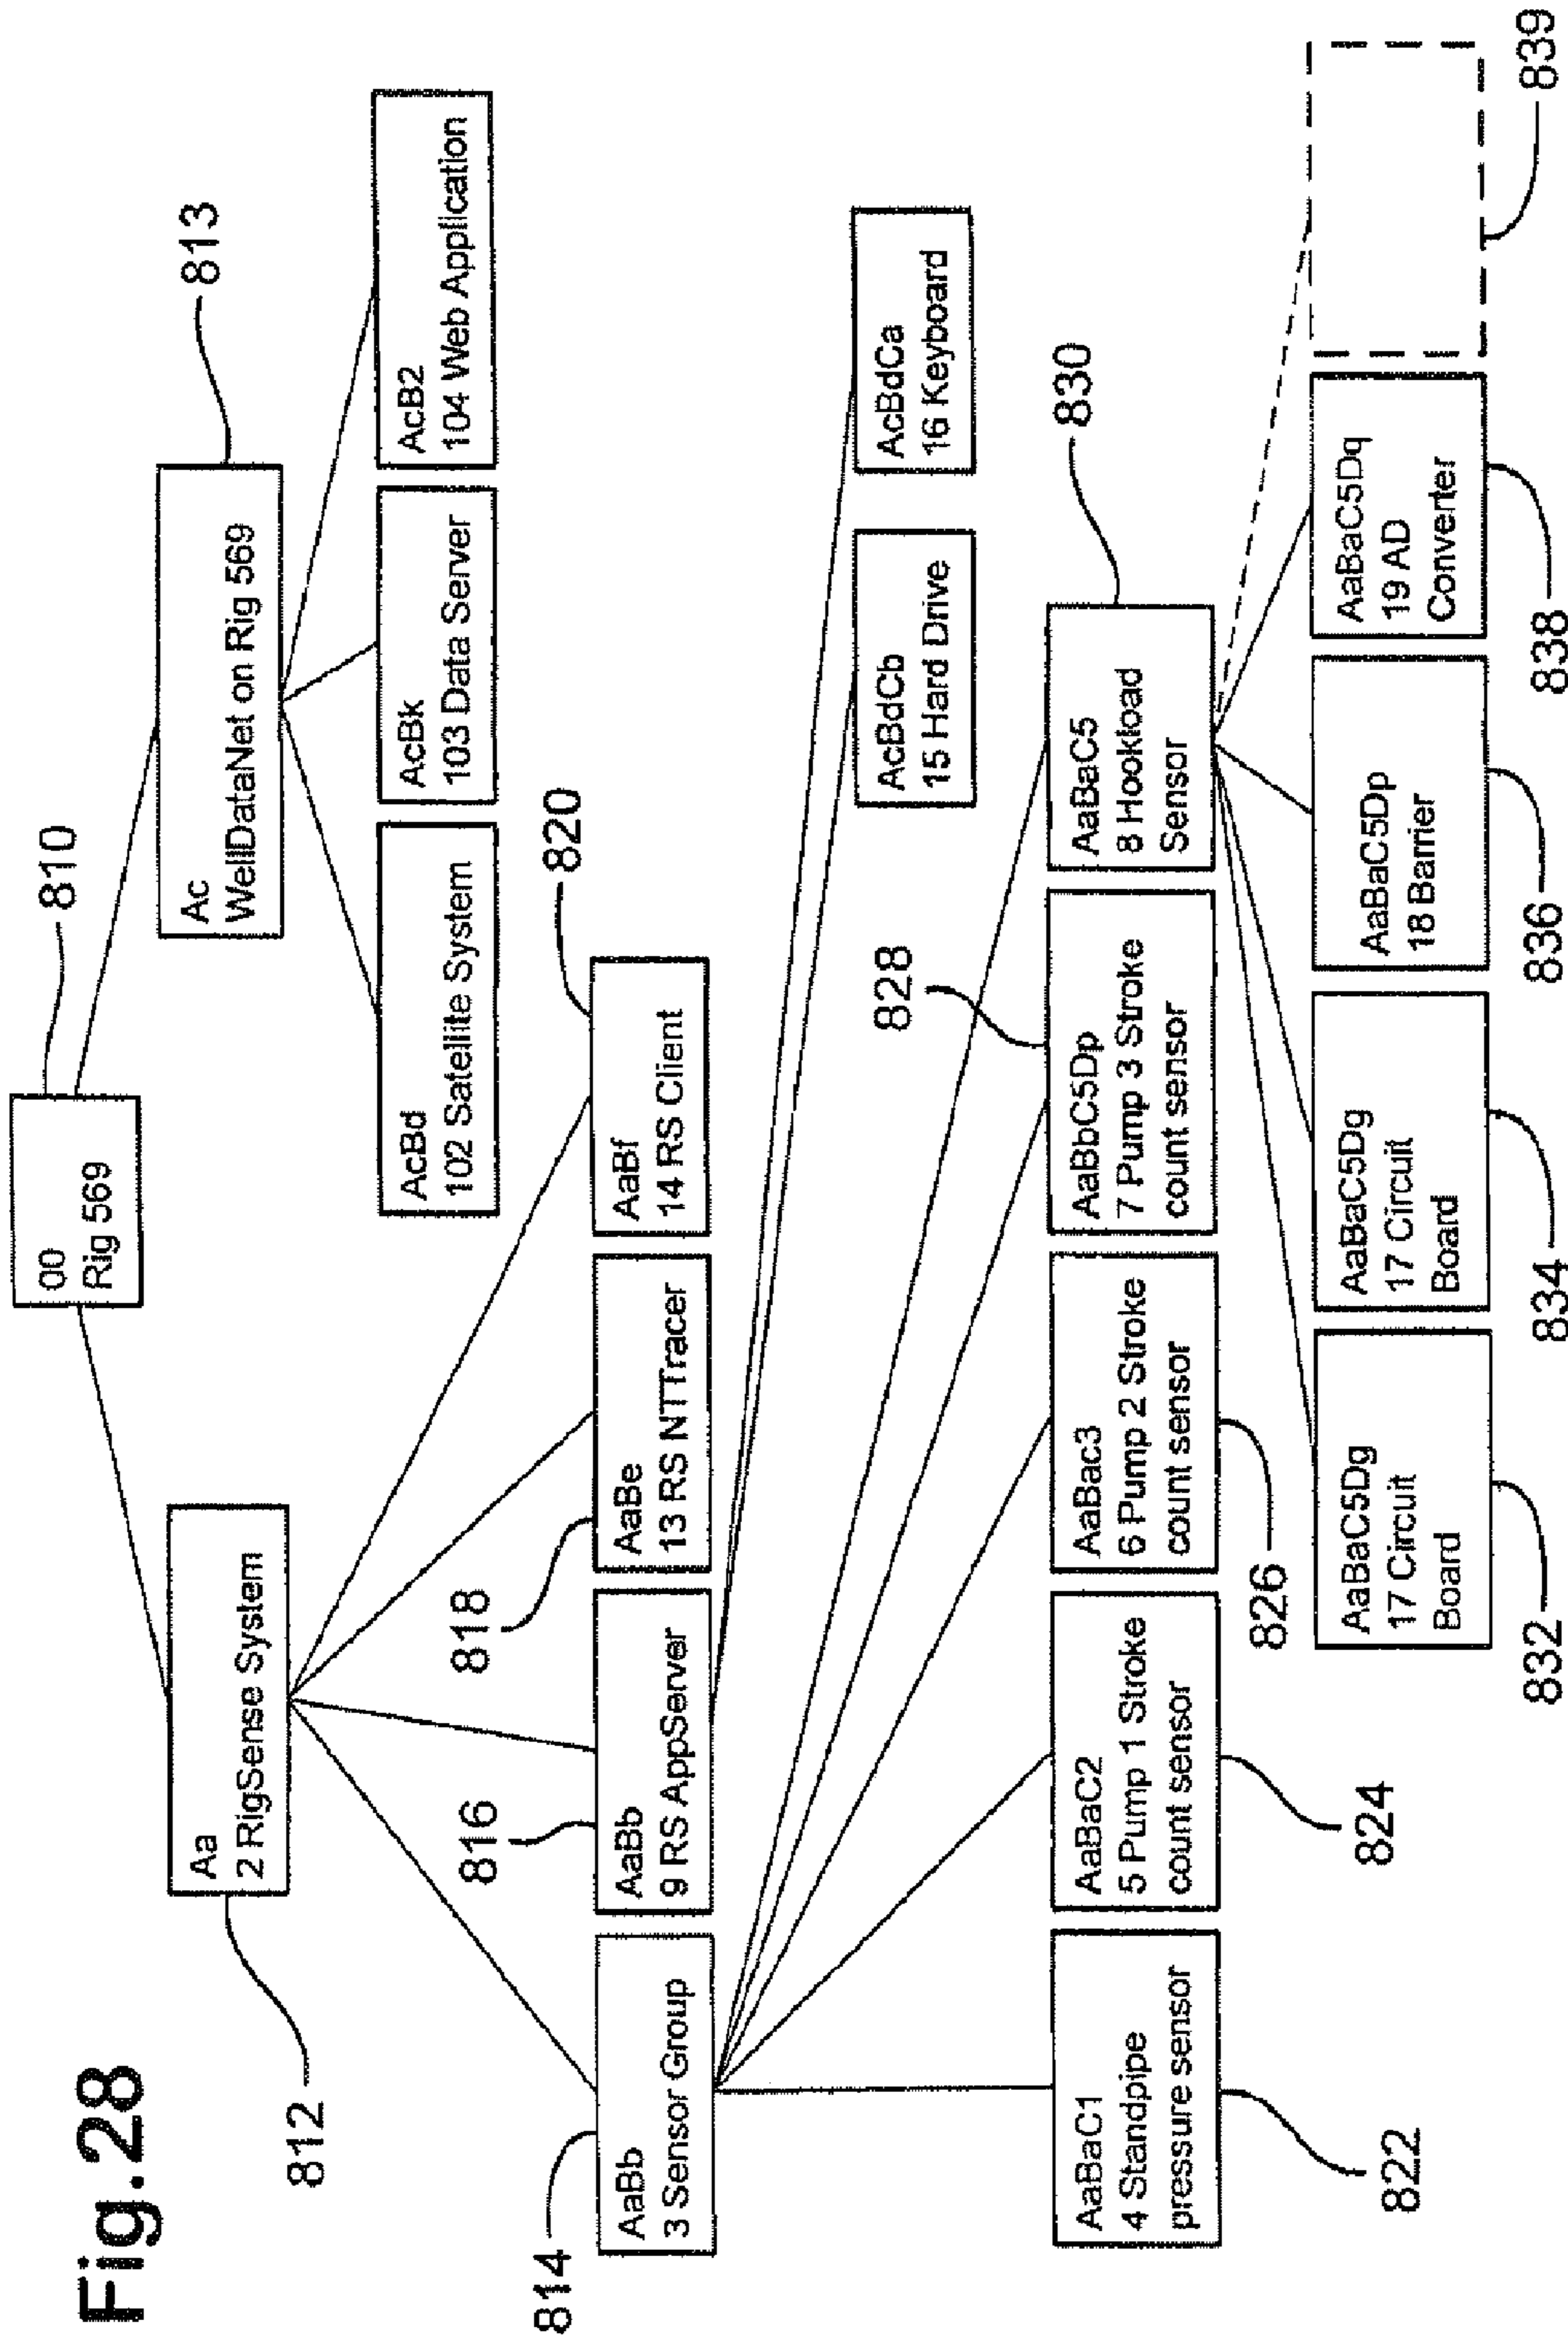 Fig.28
00
Rig 569
810
Aa
2 RigSense System
812
Ac
WellDataNet on Rig 569
813
AcBd
102 Satellite System
AcBk
103 Data Server
AcB2
104 Web Application
814
AaBb
3 Sensor Group
816
AaBb
9 RS AppServer
818
AaBe
13 RS NTTracer
820
AaBf
14 RS Client
AcBdCb
15 Hard Drive
AcBdCa
16 Keyboard
AaBaC1
4 Standpipe
pressure sensor
822
AaBaC2
5 Pump 1 Stroke
count sensor
824
AaBac3
6 Pump 2 Stroke
count sensor
826
828
AaBbC5Dp
7 Pump 3 Stroke
count sensor
830
AaBaC5
8 Hookload
Sensor
AaBaC5Dg
17 Circuit
Board
832
AaBaC5Dg
17 Circuit
Board
834
AaBaC5Dp
18 Barrier
836
AaBaC5Dq
19 AD
Converter
838
839